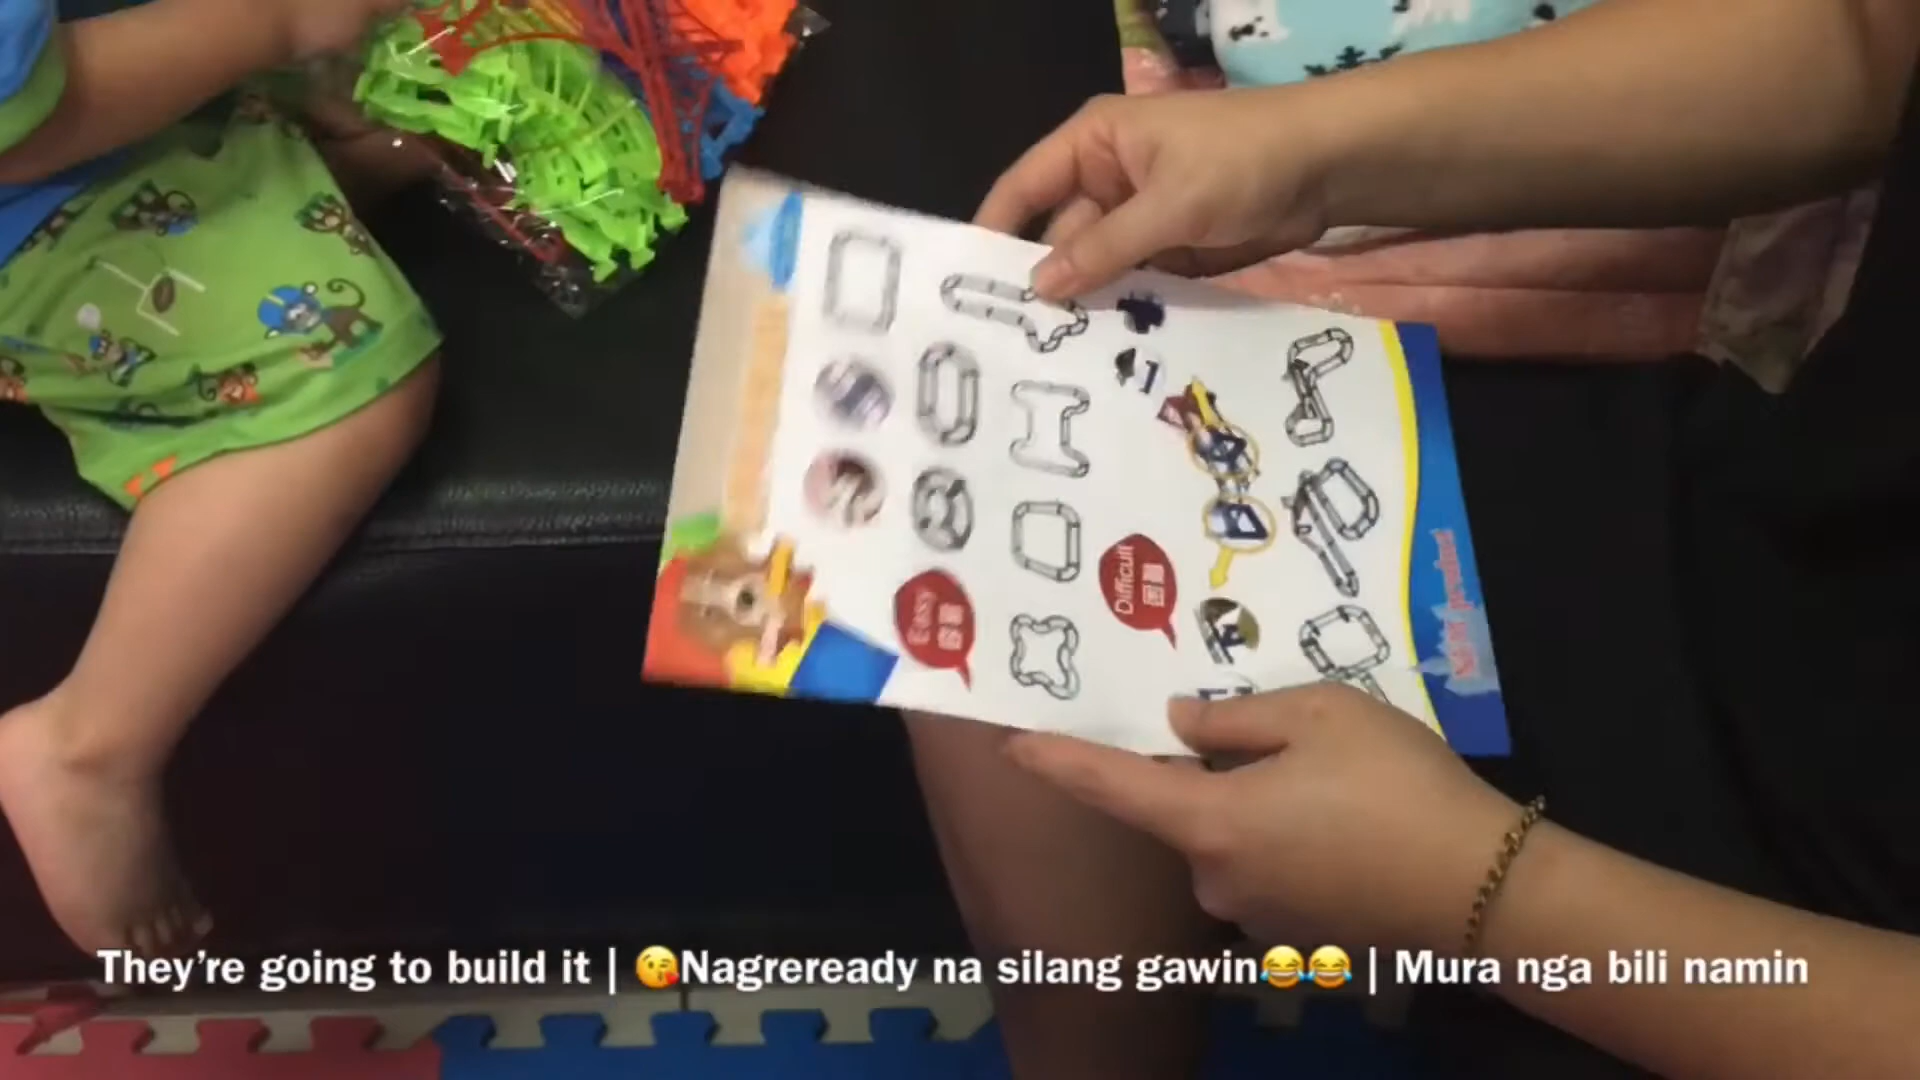 Easy
Difficult
They're going to build it | 😘Nagreready na silang gawin😂😂 | Mura nga bili namin